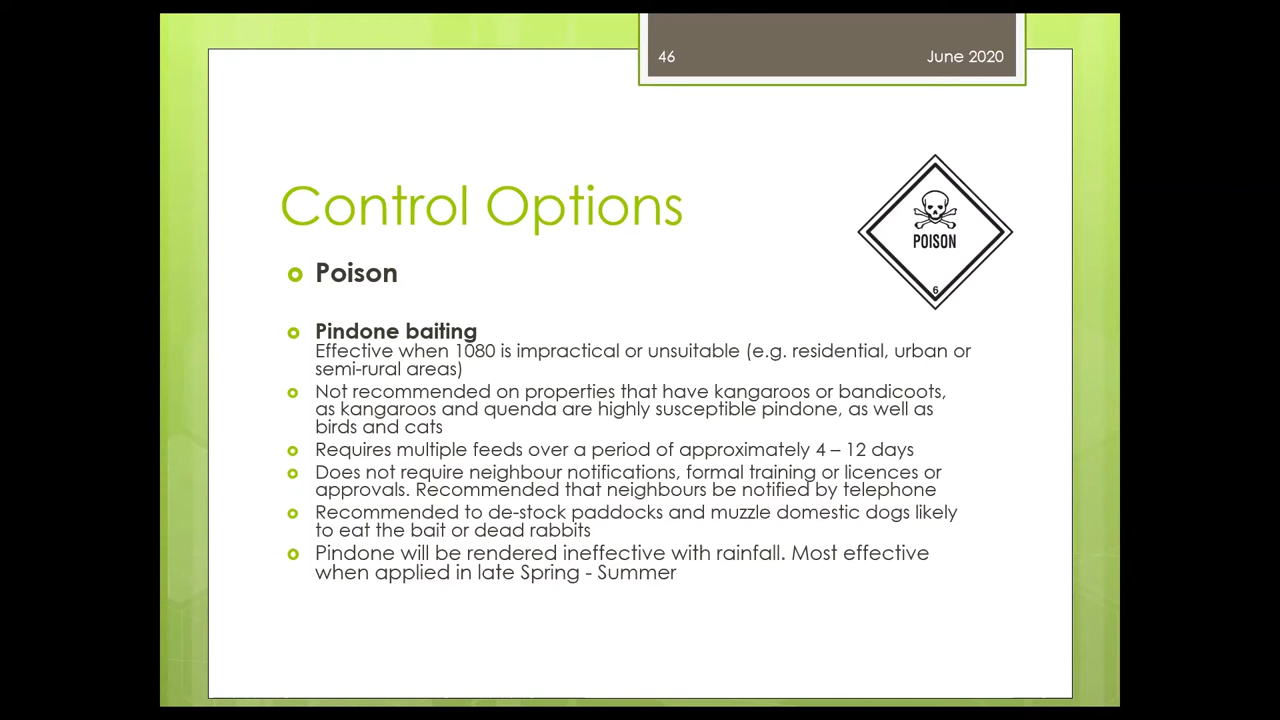 46
June 2020
Control Options
POISON
6
Poison
Pindone baiting
Effective when 1080 is impractical or unsuitable (e.g. residential, urban or
semi-rural areas)
Not recommended on properties that have kangaroos or bandicoots,
as kangaroos and quenda are highly susceptible pindone, as well as
birds and cats
Requires multiple feeds over a period of approximately 4 – 12 days
Does not require neighbour notifications, formal training or licences or
approvals. Recommended that neighbours be notified by telephone
Recommended to de-stock paddocks and muzzle domestic dogs likely
to eat the bait or dead rabbits
Pindone will be rendered ineffective with rainfall. Most effective
when applied in late Spring - Summer